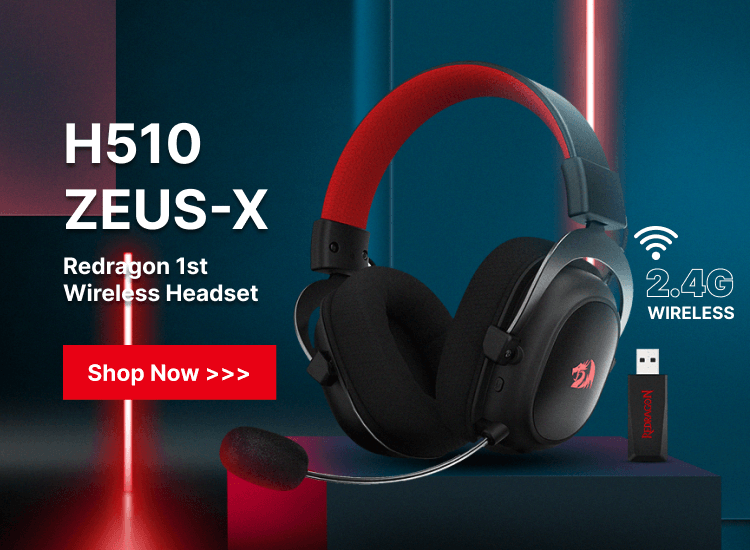 H510
ZEUS-X
Redragon 1st
Wireless Headset
Shop Now >>>
2.4G
WIRELESS
REDRAGON